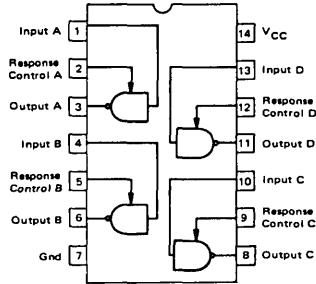 Input A 1
Response
Control A 2
Output A 3
Input B 4
Response
Control B 5
Output B 6
Gnd 7
14 VCC
13 Input D
12 Response
Control D
11 Output D
10 Input C
9 Response
Control C
8 Output C